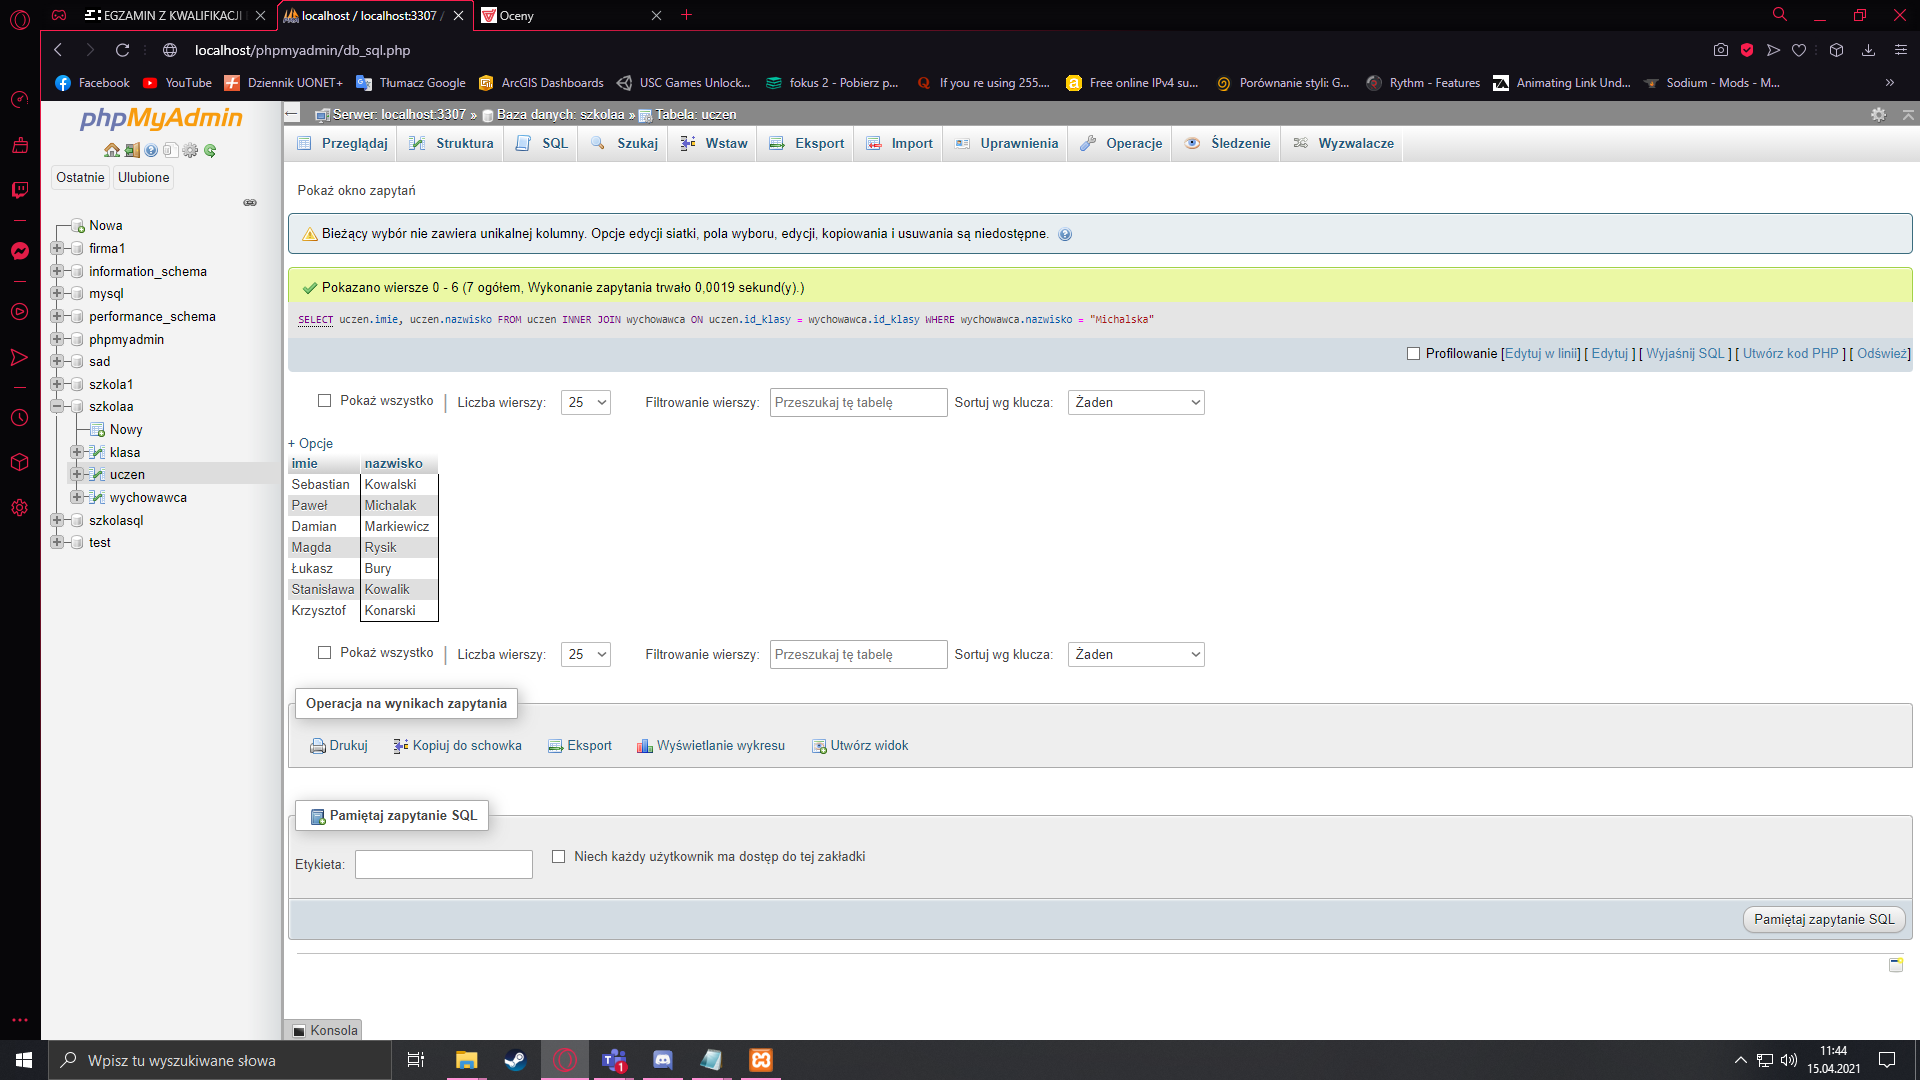 EGZAMIN Z KWALIFIKACJI
localhost / localhost:3307 /
Oceny
localhost/phpmyadmin/db_sql.php
Facebook
YouTube
Dziennik UONET+
Tłumacz Google
ArcGIS Dashboards
USC Games Unlock...
fokus 2 - Pobierz p...
If you re using 255....
Free online IPv4 su...
Porównanie styli: G...
Rythm - Features
Animating Link Und...
Sodium - Mods - M...
phpMyAdmin
Ostatnie
Ulubione
Nowa
firma1
information_schema
mysql
performance_schema
phpmyadmin
sad
szkola1
szkolaa
Nowy
klasa
uczen
wychowawca
szkolasql
test
Serwer: localhost:3307 » Baza danych: szkolaa » Tabela: uczen
Przeglądaj
Struktura
SQL
Szukaj
Wstaw
Eksport
Import
Uprawnienia
Operacje
Śledzenie
Wyzwalacze
Pokaż okno zapytań
Bieżący wybór nie zawiera unikalnej kolumny. Opcje edycji siatki, pola wyboru, edycji, kopiowania i usuwania są niedostępne.
Pokazano wiersze 0 - 6 (7 ogółem, Wykonanie zapytania trwało 0,0019 sekund(y).)
SELECT uczen.imie, uczen.nazwisko FROM uczen INNER JOIN wychowawca ON uczen.id_klasy = wychowawca.id_klasy WHERE wychowawca.nazwisko = "Michalska"
Profilowanie [Edytuj w linii] [ Edytuj ] [ Wyjaśnij SQL ] [ Utwórz kod PHP ] [ Odśwież]
Pokaż wszystko | Liczba wierszy: 25 Filtrowanie wierszy: Przeszukaj tę tabelę Sortuj wg klucza: Żaden
+ Opcje
imie nazwisko
Sebastian Kowalski
Paweł Michalak
Damian Markiewicz
Magda Rysik
Łukasz Bury
Stanisława Kowalik
Krzysztof Konarski
Pokaż wszystko | Liczba wierszy: 25 Filtrowanie wierszy: Przeszukaj tę tabelę Sortuj wg klucza: Żaden
Operacja na wynikach zapytania
Drukuj
Kopiuj do schowka
Eksport
Wyświetlanie wykresu
Utwórz widok
Pamiętaj zapytanie SQL
Etykieta:
Niech każdy użytkownik ma dostęp do tej zakładki
Pamiętaj zapytanie SQL
Konsola
Wpisz tu wyszukiwane słowa
1
11:44
15.04.2021